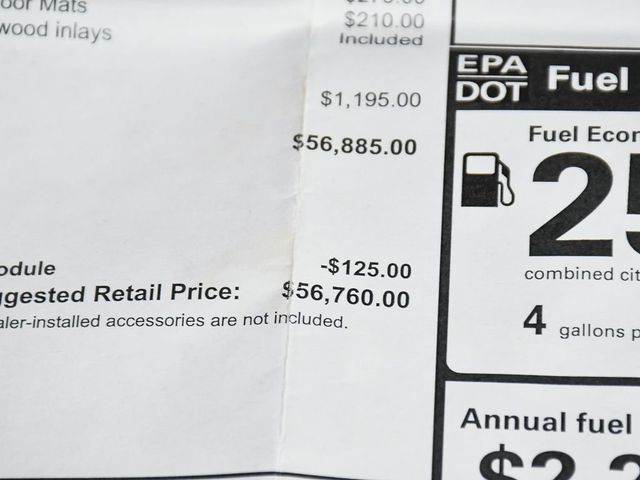 Mats
wood inlays
$210.00
Included
$1,195.00
$56,885.00
odule
-$125.00
ggested Retail Price: $56,760.00
aler-installed accessories are not included.
EPA
DOT
Fuel
Fuel Econ
25
combined cit
4 gallons p
Annual fuel